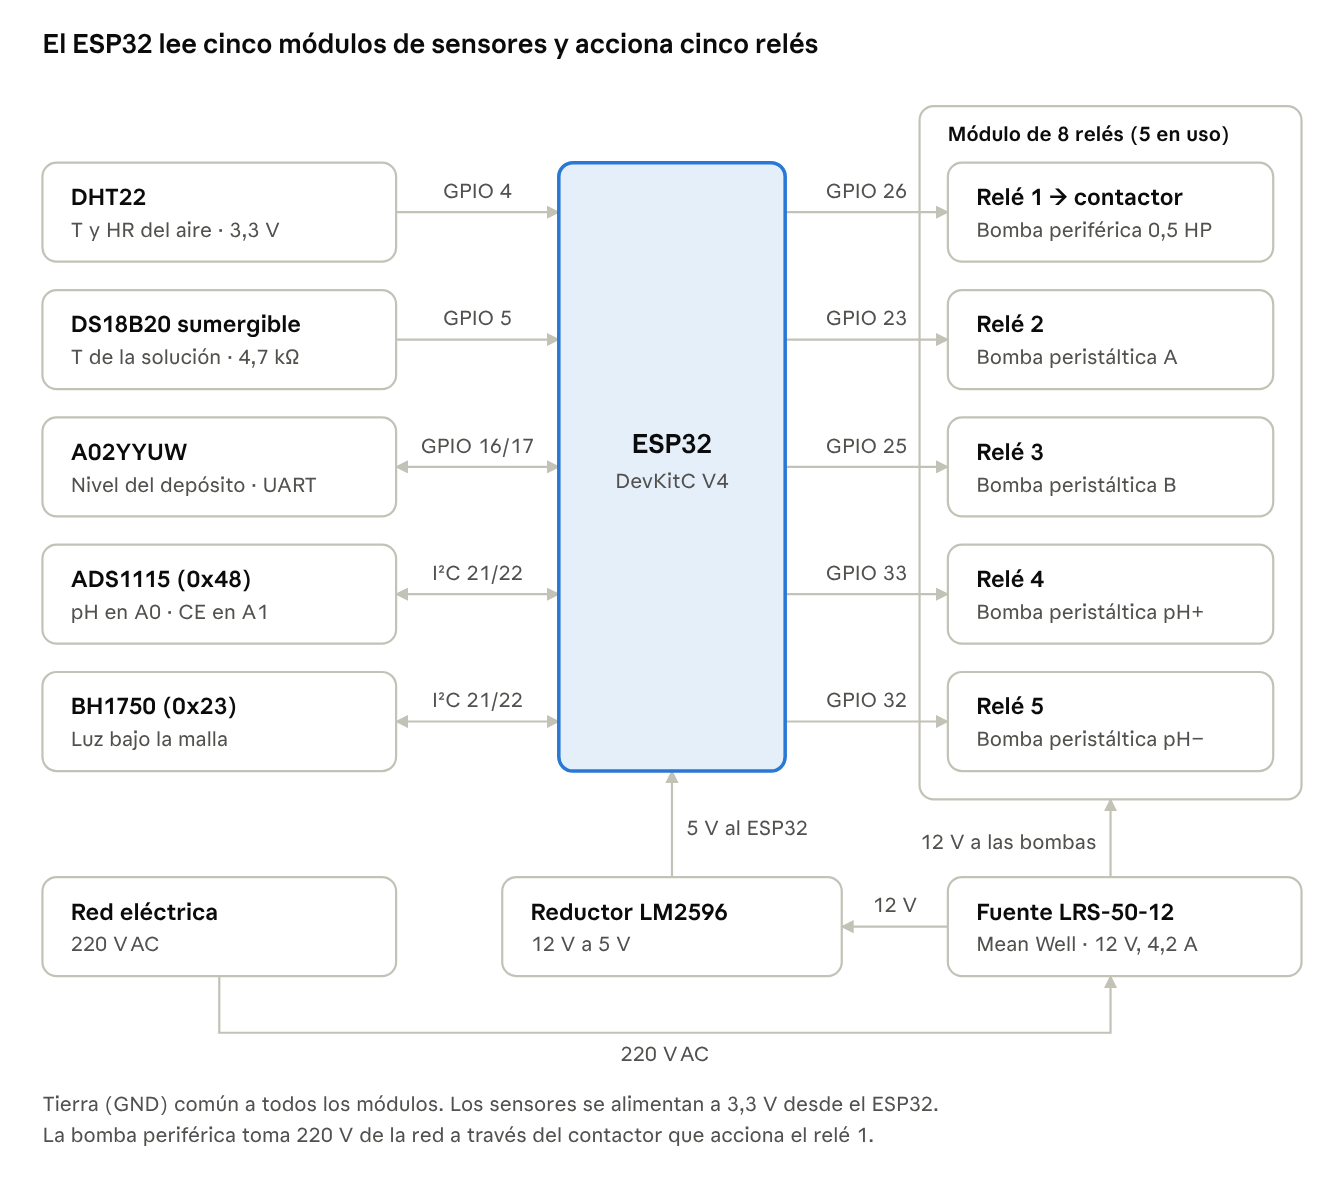 El ESP32 lee cinco módulos de sensores y acciona cinco relés
Módulo de 8 relés (5 en uso)
DHT22
T y HR del aire · 3,3 V
GPIO 4
GPIO 26
Relé 1 → contactor
Bomba periférica 0,5 HP
DS18B20 sumergible
T de la solución · 4,7 kΩ
GPIO 5
GPIO 23
Relé 2
Bomba peristáltica A
A02YYUW
Nivel del depósito · UART
GPIO 16/17
ESP32
DevKitC V4
GPIO 25
Relé 3
Bomba peristáltica B
ADS1115 (0x48)
pH en A0 · CE en A1
I²C 21/22
GPIO 33
Relé 4
Bomba peristáltica pH+
BH1750 (0x23)
Luz bajo la malla
I²C 21/22
GPIO 32
Relé 5
Bomba peristáltica pH−
5 V al ESP32
12 V a las bombas
Red eléctrica
220 V AC
Reductor LM2596
12 V a 5 V
12 V
Fuente LRS-50-12
Mean Well · 12 V, 4,2 A
220 V AC
Tierra (GND) común a todos los módulos. Los sensores se alimentan a 3,3 V desde el ESP32.
La bomba periférica toma 220 V de la red a través del contactor que acciona el relé 1.